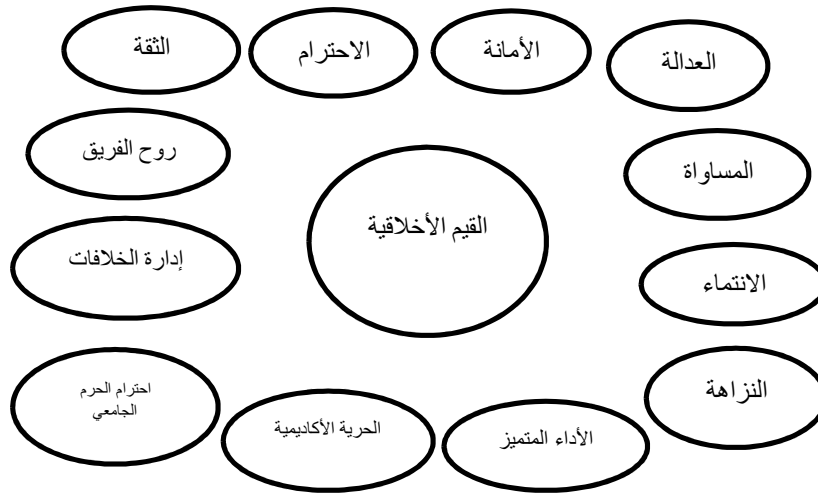 العدالة
الأمانة
الاحترام
الثقة
روح الفريق
المساواة
القيم الأخلاقية
إدارة الخلافات
الانتماء
النزاهة
احترام الحرم
الجامعي
الحرية الأكاديمية
الأداء المتميز